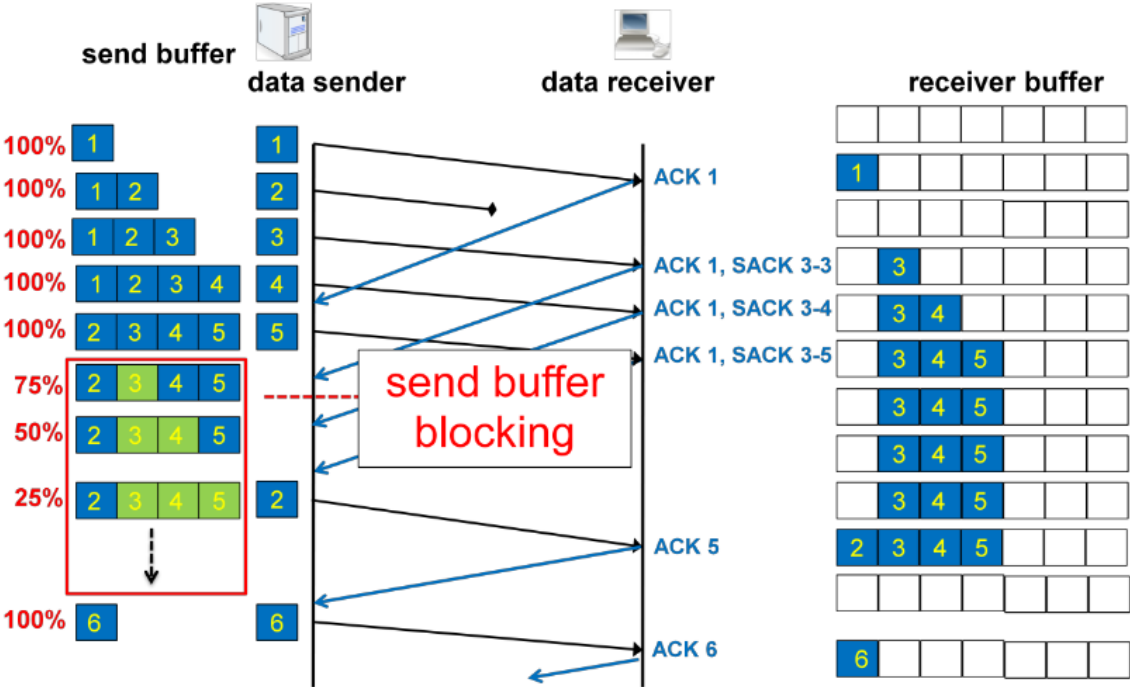 send buffer
data sender
data receiver
receiver buffer
100% 1 1
ACK 1
1
100% 1 2 2
100% 1 2 3 3
ACK 1, SACK 3-3
3
100% 1 2 3 4 4
ACK 1, SACK 3-4
3 4
100% 2 3 4 5 5
ACK 1, SACK 3-5
3 4 5
75% 2 3 4 5
send buffer
blocking
3 4 5
50% 2 3 4 5
3 4 5
25% 2 3 4 5 2
3 4 5
ACK 5
2 3 4 5
100% 6 6
ACK 6
6